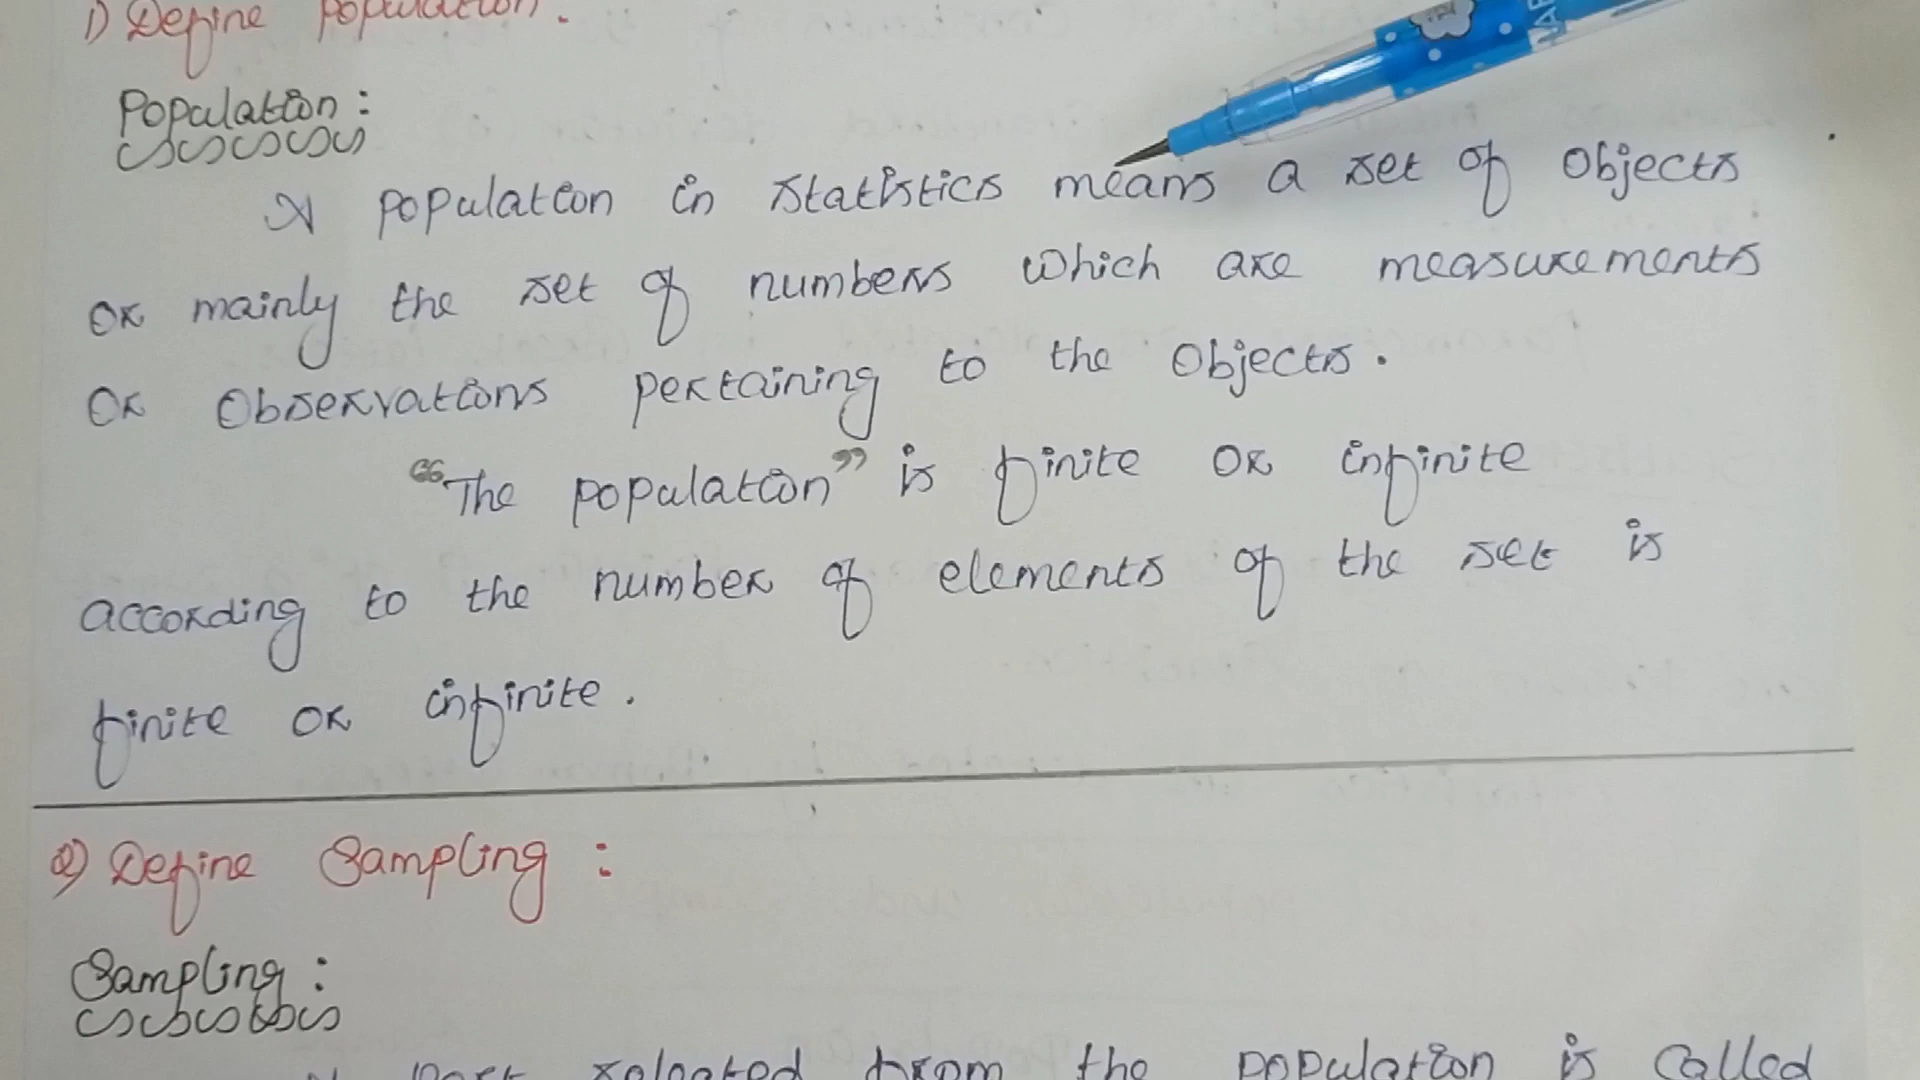 1) Define Population.
Population:
A population in statistics means a set of objects
or mainly the set of numbers which are measurements
or observations pertaining to the objects.
"The population" is finite or infinite
according to the number of elements of the set is
finite or infinite.
2) Define Sampling:
Sampling:
A part selected from the population is called